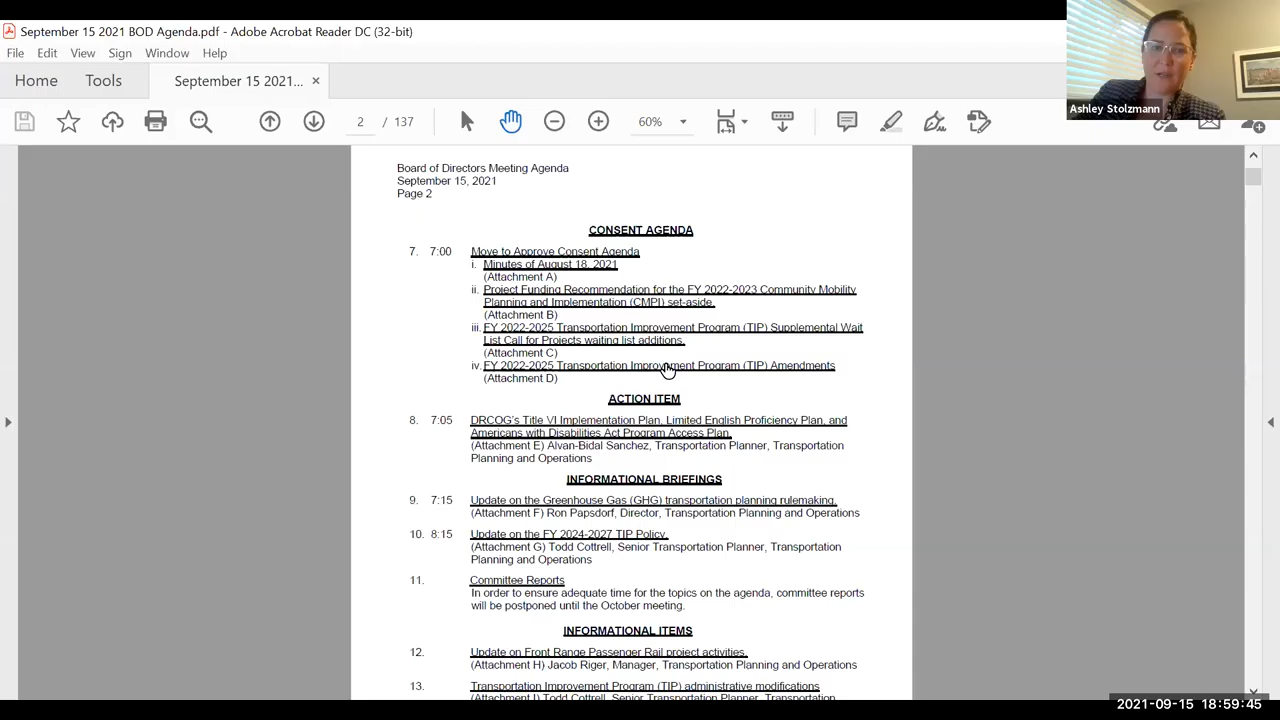 September 15 2021 BOD Agenda.pdf - Adobe Acrobat Reader DC (32-bit)
File Edit View Sign Window Help
Home Tools September 15 2021... ×
2 / 137 60%
Ashley Stolzmann
Board of Directors Meeting Agenda
September 15, 2021
Page 2
CONSENT AGENDA
7. 7:00 Move to Approve Consent Agenda
i. Minutes of August 18, 2021
(Attachment A)
ii. Project Funding Recommendation for the FY 2022-2023 Community Mobility
Planning and Implementation (CMPI) set-aside.
(Attachment B)
iii. FY 2022-2025 Transportation Improvement Program (TIP) Supplemental Wait
List Call for Projects waiting list additions.
(Attachment C)
iv. FY 2022-2025 Transportation Improvement Program (TIP) Amendments
(Attachment D)
ACTION ITEM
8. 7:05 DRCOG's Title VI Implementation Plan, Limited English Proficiency Plan, and
Americans with Disabilities Act Program Access Plan.
(Attachment E) Alvan-Bidal Sanchez, Transportation Planner, Transportation
Planning and Operations
INFORMATIONAL BRIEFINGS
9. 7:15 Update on the Greenhouse Gas (GHG) transportation planning rulemaking.
(Attachment F) Ron Papsdorf, Director, Transportation Planning and Operations
10. 8:15 Update on the FY 2024-2027 TIP Policy.
(Attachment G) Todd Cottrell, Senior Transportation Planner, Transportation
Planning and Operations
11. Committee Reports
In order to ensure adequate time for the topics on the agenda, committee reports
will be postponed until the October meeting.
INFORMATIONAL ITEMS
12. Update on Front Range Passenger Rail project activities.
(Attachment H) Jacob Riger, Manager, Transportation Planning and Operations
13. Transportation Improvement Program (TIP) administrative modifications
(Attachment I) Todd Cottrell, Senior Transportation Planner, Transportation
2021-09-15 18:59:45